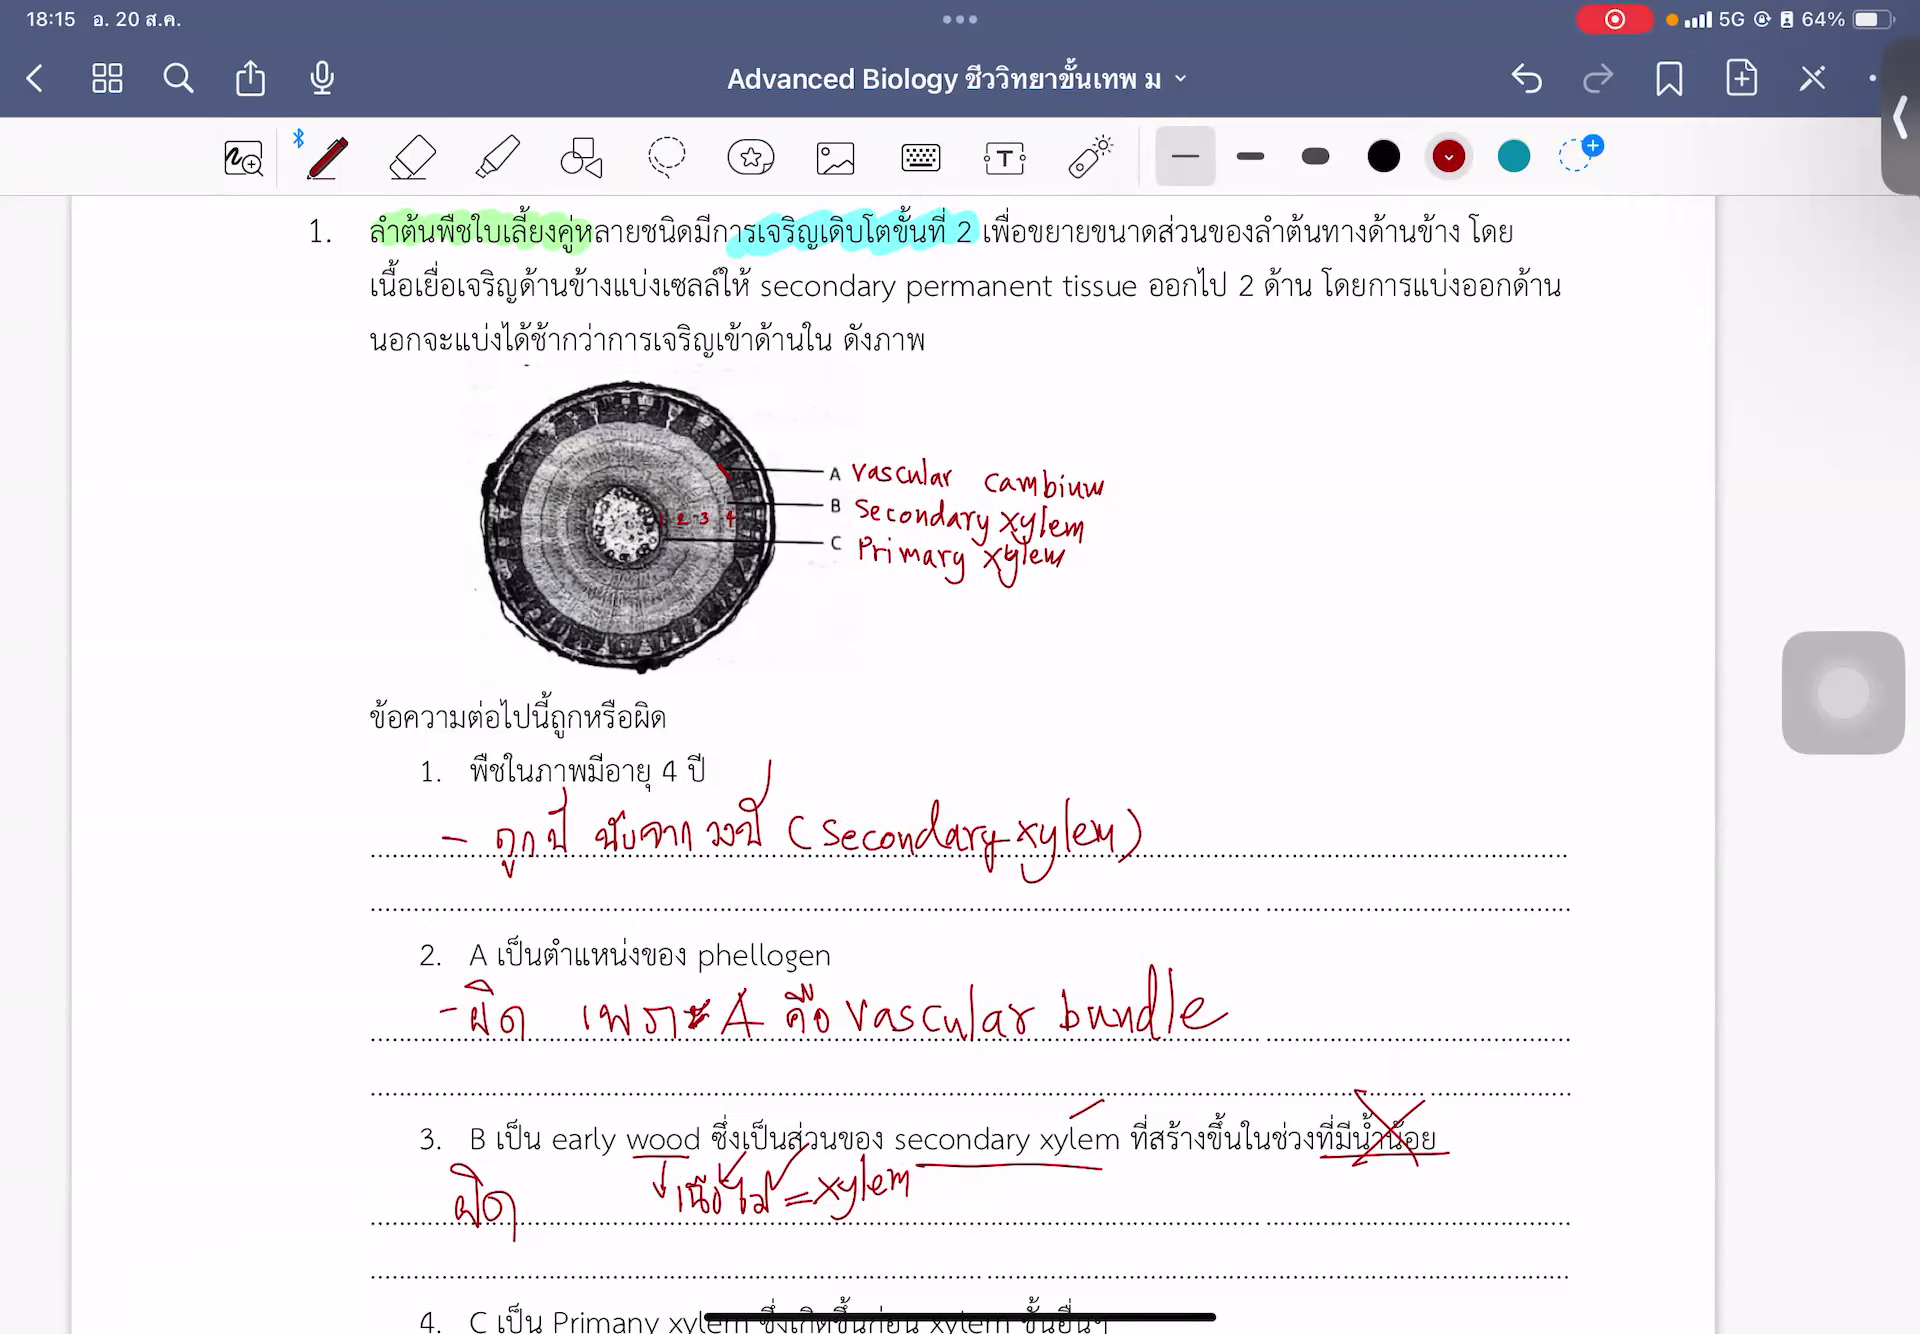 18:15 อ. 20 ส.ค.
5G 64%
Advanced Biology ชีววิทยาขั้นเทพ ม
1. ลำต้นพืชใบเลี้ยงคู่หลายชนิดมีการเจริญเติบโตขั้นที่ 2 เพื่อขยายขนาดส่วนของลำต้นทางด้านข้าง โดย
เนื้อเยื่อเจริญด้านข้างแบ่งเซลล์ให้ secondary permanent tissue ออกไป 2 ด้าน โดยการแบ่งออกด้าน
นอกจะแบ่งได้ช้ากว่าการเจริญเข้าด้านใน ดังภาพ
A vascular cambium
B Secondary xylem
1 2 3 4
C Primary xylem
ข้อความต่อไปนี้ถูกหรือผิด
1. พืชในภาพมีอายุ 4 ปี
- ถูก ปี นับจาก วงปี (Secondary xylem)
2. A เป็นตำแหน่งของ phellogen
- ผิด เพราะ A คือ vascular bundle
3. B เป็น early wood ซึ่งเป็นส่วนของ secondary xylem ที่สร้างขึ้นในช่วงที่มีน้ำน้อย
ผิด เนื้อไม้ = xylem
4. C เป็น Primany xylem ซึ่งเกิดขึ้นก่อน xylem ชั้นอื่นๆ